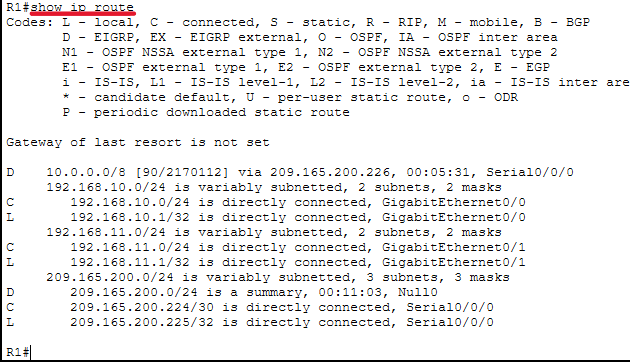 R1#show ip route
Codes: L - local, C - connected, S - static, R - RIP, M - mobile, B - BGP
D - EIGRP, EX - EIGRP external, O - OSPF, IA - OSPF inter area
N1 - OSPF NSSA external type 1, N2 - OSPF NSSA external type 2
E1 - OSPF external type 1, E2 - OSPF external type 2, E - EGP
i - IS-IS, L1 - IS-IS level-1, L2 - IS-IS level-2, ia - IS-IS inter are
* - candidate default, U - per-user static route, o - ODR
P - periodic downloaded static route
Gateway of last resort is not set
D 10.0.0.0/8 [90/2170112] via 209.165.200.226, 00:05:31, Serial0/0/0
192.168.10.0/24 is variably subnetted, 2 subnets, 2 masks
C 192.168.10.0/24 is directly connected, GigabitEthernet0/0
L 192.168.10.1/32 is directly connected, GigabitEthernet0/0
192.168.11.0/24 is variably subnetted, 2 subnets, 2 masks
C 192.168.11.0/24 is directly connected, GigabitEthernet0/1
L 192.168.11.1/32 is directly connected, GigabitEthernet0/1
209.165.200.0/24 is variably subnetted, 3 subnets, 3 masks
D 209.165.200.0/24 is a summary, 00:11:03, Null0
C 209.165.200.224/30 is directly connected, Serial0/0/0
L 209.165.200.225/32 is directly connected, Serial0/0/0
R1#